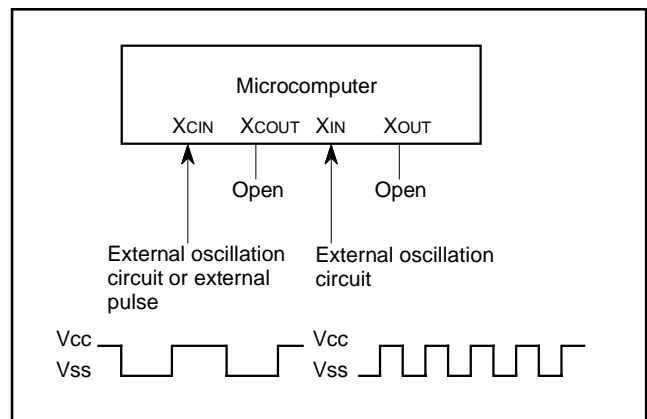 Microcomputer
XCIN XCOUT XIN XOUT
Open Open
External oscillation
circuit or external
pulse
External oscillation
circuit
Vcc Vcc
Vss Vss